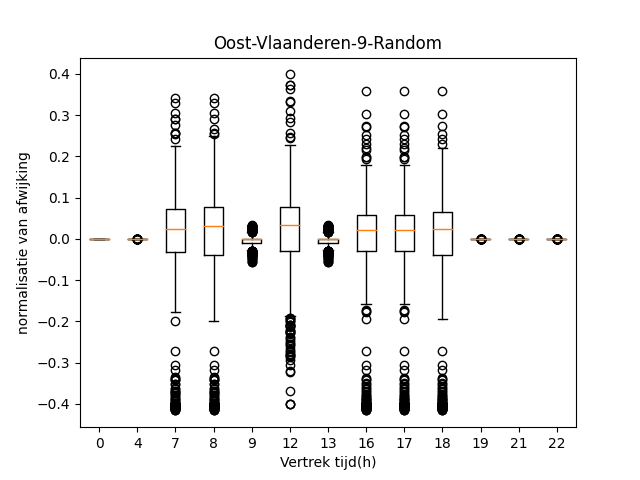 Oost-Vlaanderen-9-Random
0.4
0.3
0.2
0.1
0.0
−0.1
−0.2
−0.3
−0.4
normalisatie van afwijking
0 4 7 8 9 12 13 16 17 18 19 21 22
Vertrek tijd(h)